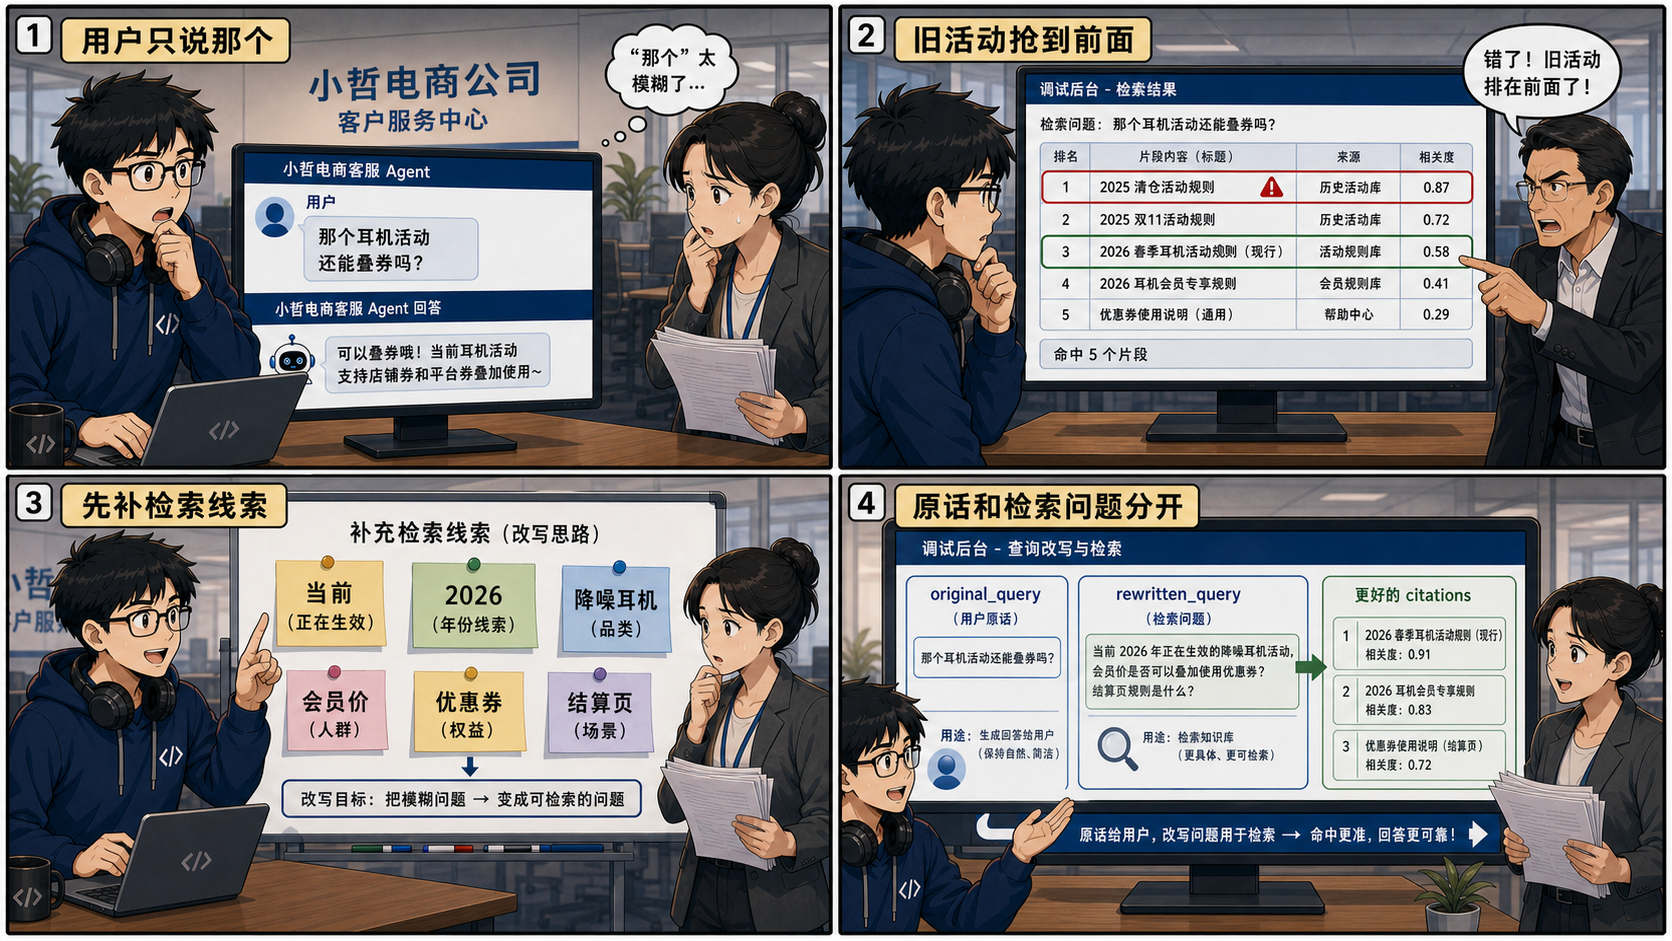 1 用户只说那个
小哲电商公司
客户服务中心
“那个”太
模糊了...
小哲电商客服 Agent
用户
那个耳机活动
还能叠券吗？
小哲电商客服 Agent 回答
可以叠券哦！当前耳机活动
支持店铺券和平台券叠加使用~
</>
</>
</>
2 旧活动抢到前面
错了！旧活动
排在前面了！
调试后台 - 检索结果
检索问题：那个耳机活动还能叠券吗？
排名 片段内容（标题） 来源 相关度
1 2025 清仓活动规则 历史活动库 0.87
2 2025 双11活动规则 历史活动库 0.72
3 2026 春季耳机活动规则（现行） 活动规则库 0.58
4 2026 耳机会员专享规则 会员规则库 0.41
5 优惠券使用说明（通用） 帮助中心 0.29
命中 5 个片段
3 先补检索线索
补充检索线索（改写思路）
当前
（正在生效）
2026
（年份线索）
降噪耳机
（品类）
会员价
（人群）
优惠券
（权益）
结算页
（场景）
改写目标：把模糊问题 → 变成可检索的问题
</>
</>
</>
4 原话和检索问题分开
调试后台 - 查询改写与检索
original_query
（用户原话）
那个耳机活动还能叠券吗？
用途：生成回答给用户
（保持自然、简洁）
rewritten_query
（检索问题）
当前 2026 年正在生效的降噪耳机活动，
会员价是否可以叠加使用优惠券？
结算页规则是什么？
用途：检索知识库
（更具体、更可检索）
更好的 citations
1 2026 春季耳机活动规则（现行）
相关度：0.91
2 2026 耳机会员专享规则
相关度：0.83
3 优惠券使用说明（结算页）
相关度：0.72
原话给用户，改写问题用于检索 → 命中更准，回答更可靠！
</>